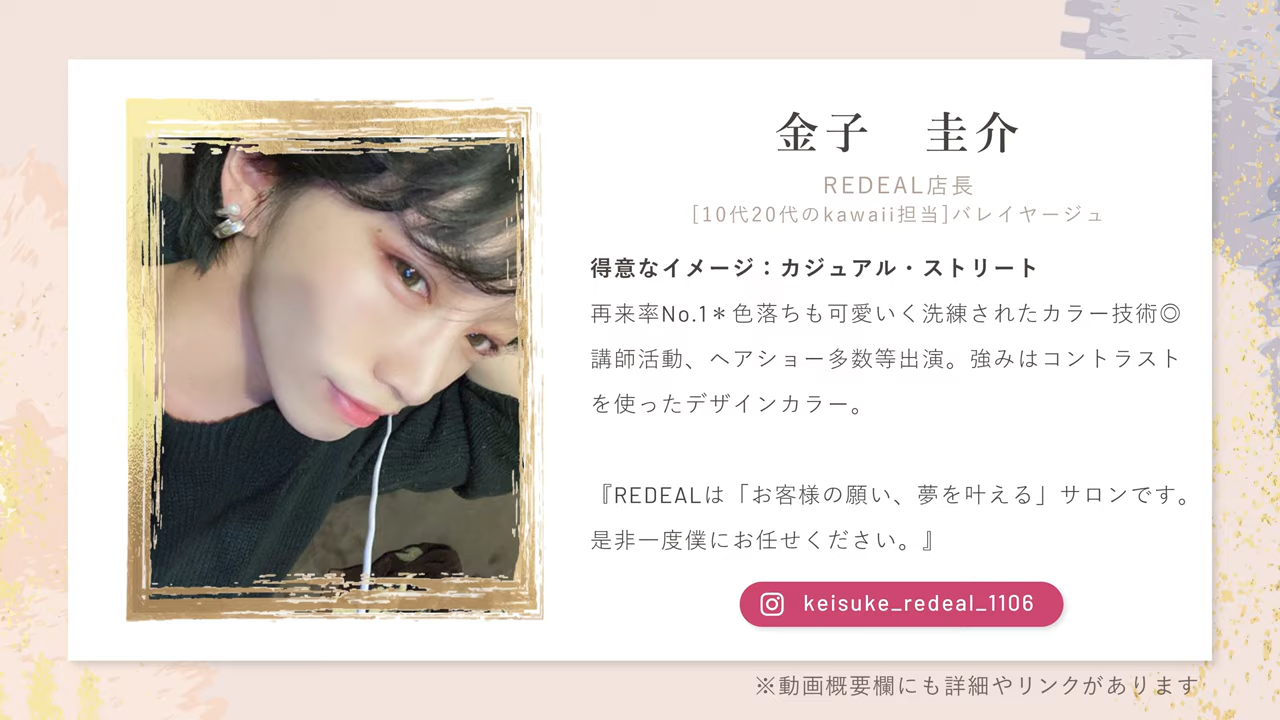 金子　圭介
REDEAL店長
[10代20代のkawaii担当]バレイヤージュ
得意なイメージ：カジュアル・ストリート
再来率No.1＊色落ちも可愛いく洗練されたカラー技術◎
講師活動、ヘアショー多数等出演。強みはコントラスト
を使ったデザインカラー。
『REDEALは「お客様の願い、夢を叶える」サロンです。
是非一度僕にお任せください。』
keisuke_redeal_1106
※動画概要欄にも詳細やリンクがあります